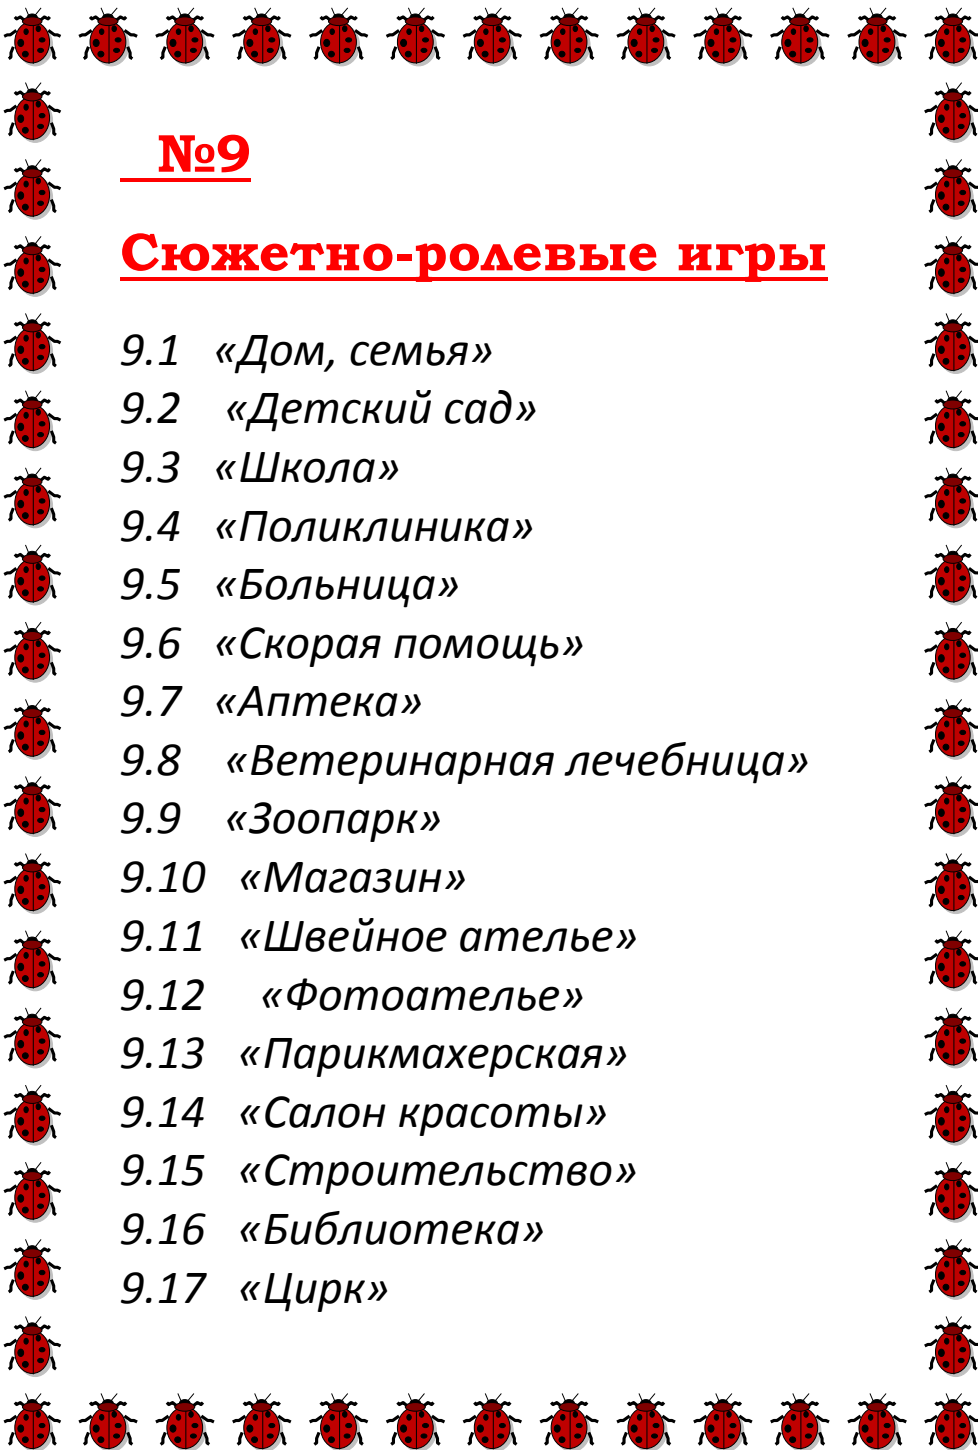 №9
Сюжетно-ролевые игры
9.1 «Дом, семья»
9.2 «Детский сад»
9.3 «Школа»
9.4 «Поликлиника»
9.5 «Больница»
9.6 «Скорая помощь»
9.7 «Аптека»
9.8 «Ветеринарная лечебница»
9.9 «Зоопарк»
9.10 «Магазин»
9.11 «Швейное ателье»
9.12 «Фотоателье»
9.13 «Парикмахерская»
9.14 «Салон красоты»
9.15 «Строительство»
9.16 «Библиотека»
9.17 «Цирк»